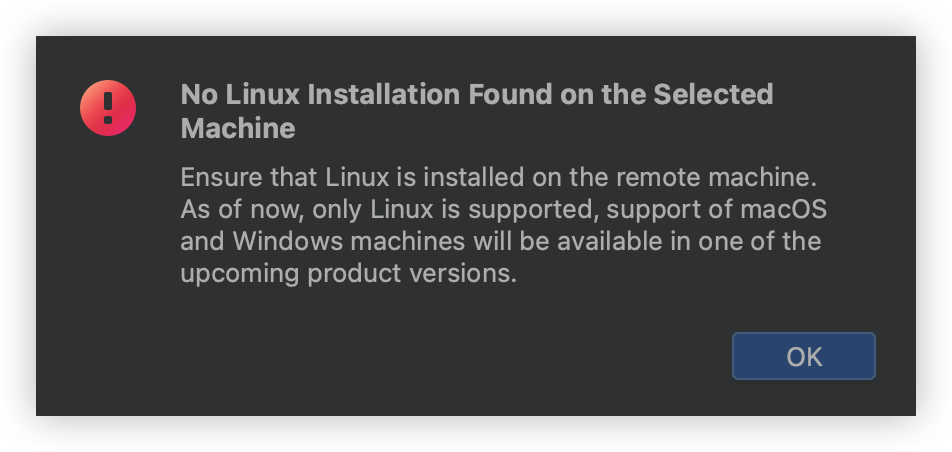 No Linux Installation Found on the Selected
Machine
Ensure that Linux is installed on the remote machine.
As of now, only Linux is supported, support of macOS
and Windows machines will be available in one of the
upcoming product versions.
OK